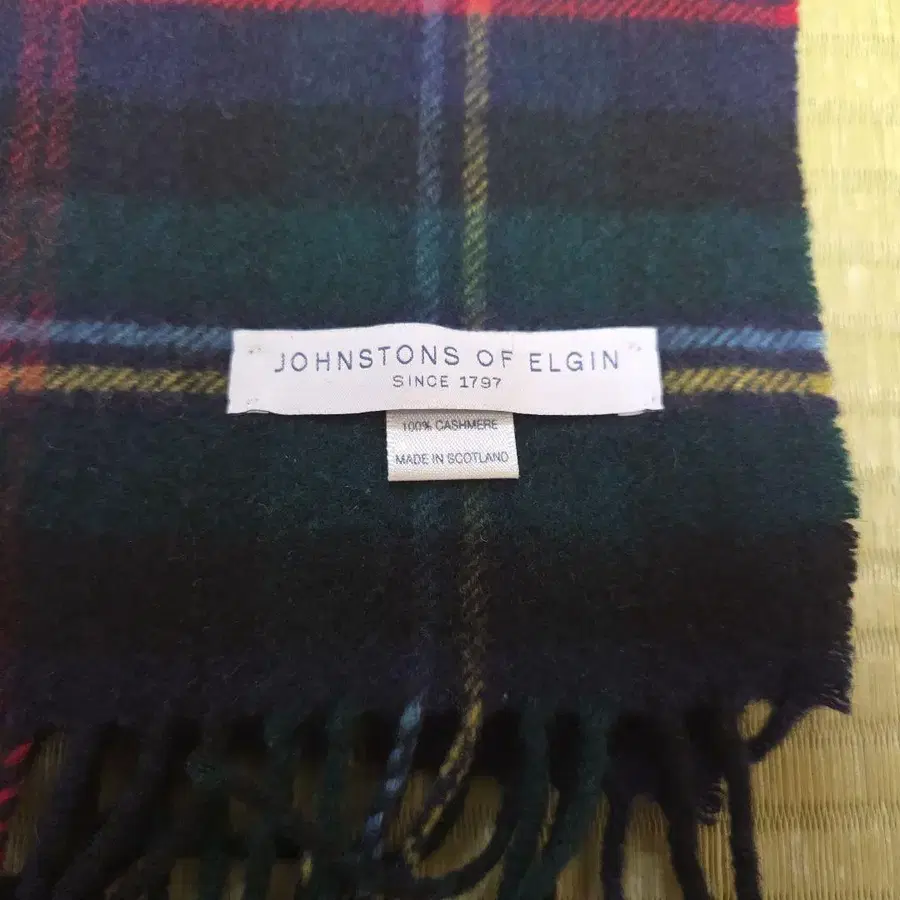 JOHNSTONS OF ELGIN
SINCE 1797
100% CASHMERE
MADE IN SCOTLAND